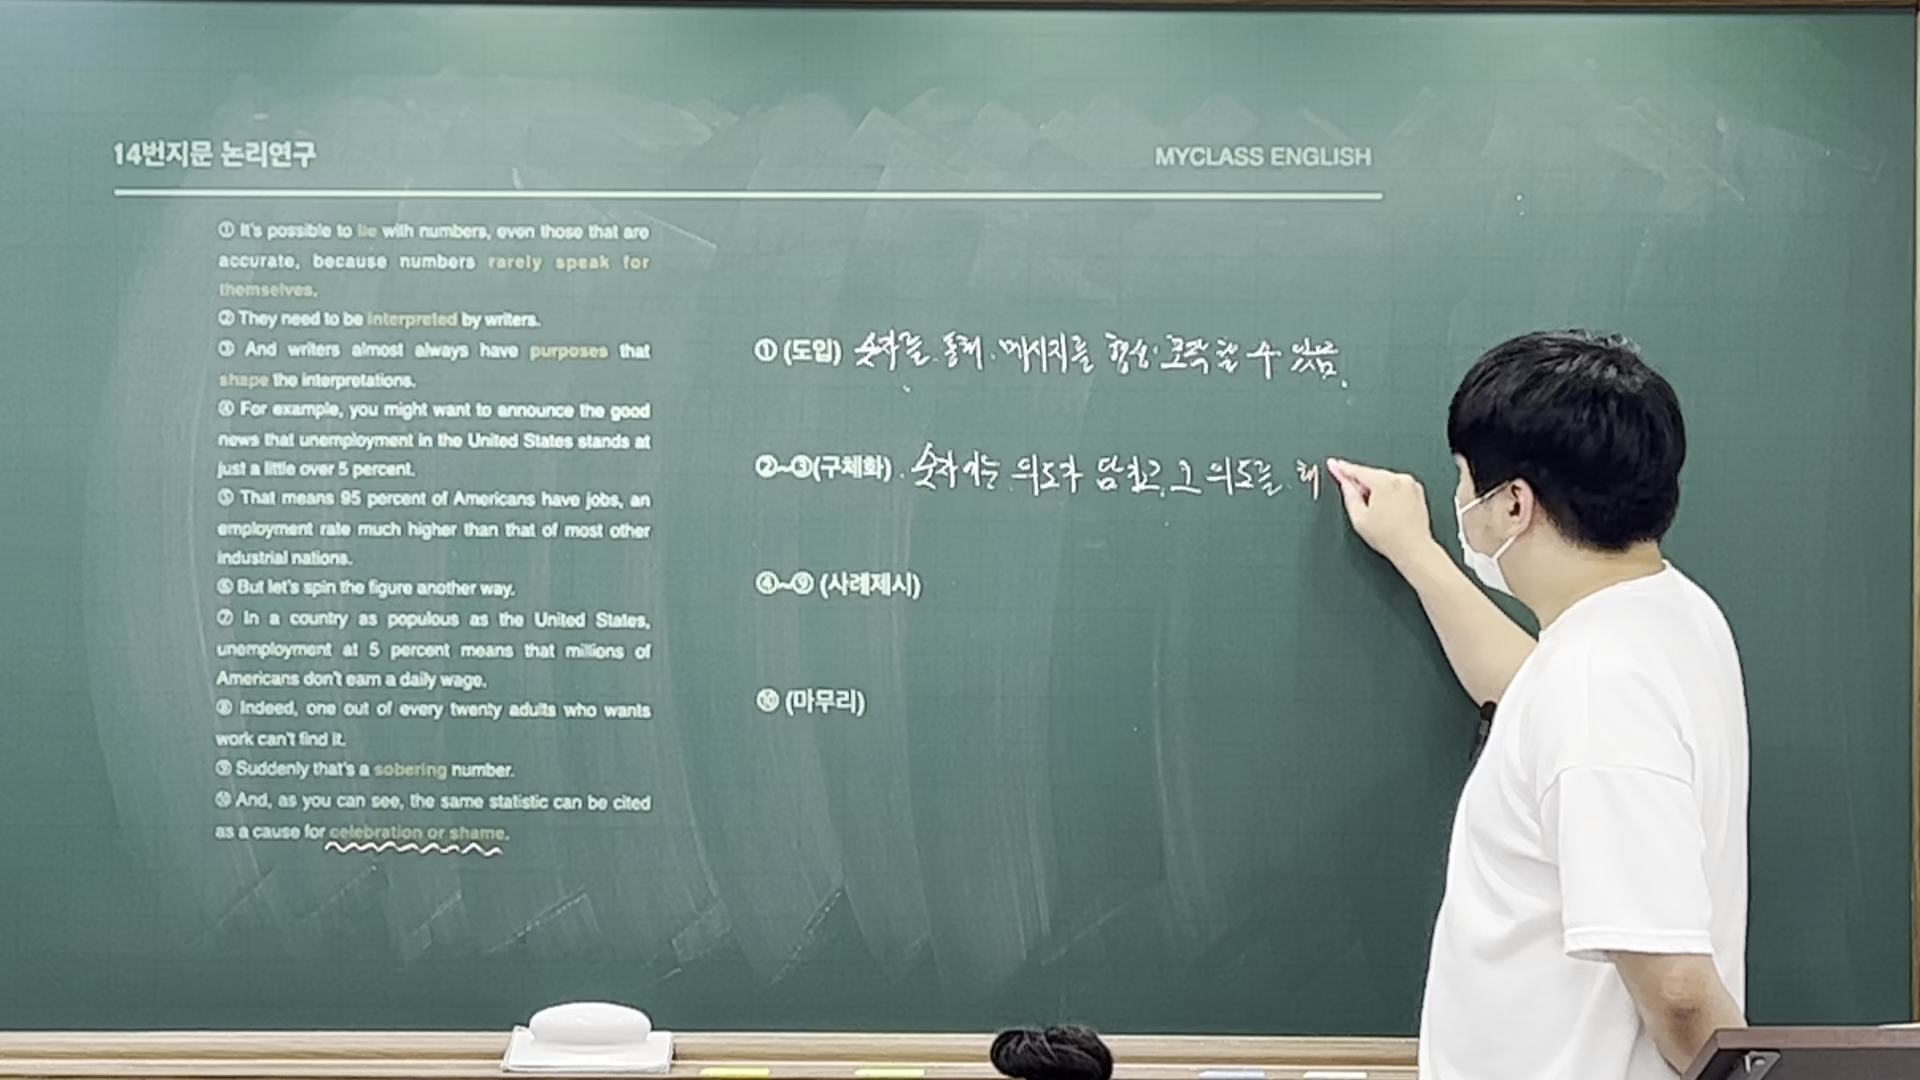 14번지문 논리연구
MYCLASS ENGLISH
① It's possible to lie with numbers, even those that are
accurate, because numbers rarely speak for
themselves.
② They need to be interpreted by writers.
③ And writers almost always have purposes that
shape the interpretations.
④ For example, you might want to announce the good
news that unemployment in the United States stands at
just a little over 5 percent.
⑤ That means 95 percent of Americans have jobs, an
employment rate much higher than that of most other
industrial nations.
⑥ But let's spin the figure another way.
⑦ In a country as populous as the United States,
unemployment at 5 percent means that millions of
Americans don't earn a daily wage.
⑧ Indeed, one out of every twenty adults who wants
work can't find it.
⑨ Suddenly that's a sobering number.
⑩ And, as you can see, the same statistic can be cited
as a cause for celebration or shame.
① (도입) 숫자를 통해 메시지를 형성·조작할 수 있음.
②~③(구체화). 숫자에는 의도가 담기고, 그 의도를 해
④~⑨ (사례제시)
⑩ (마무리)